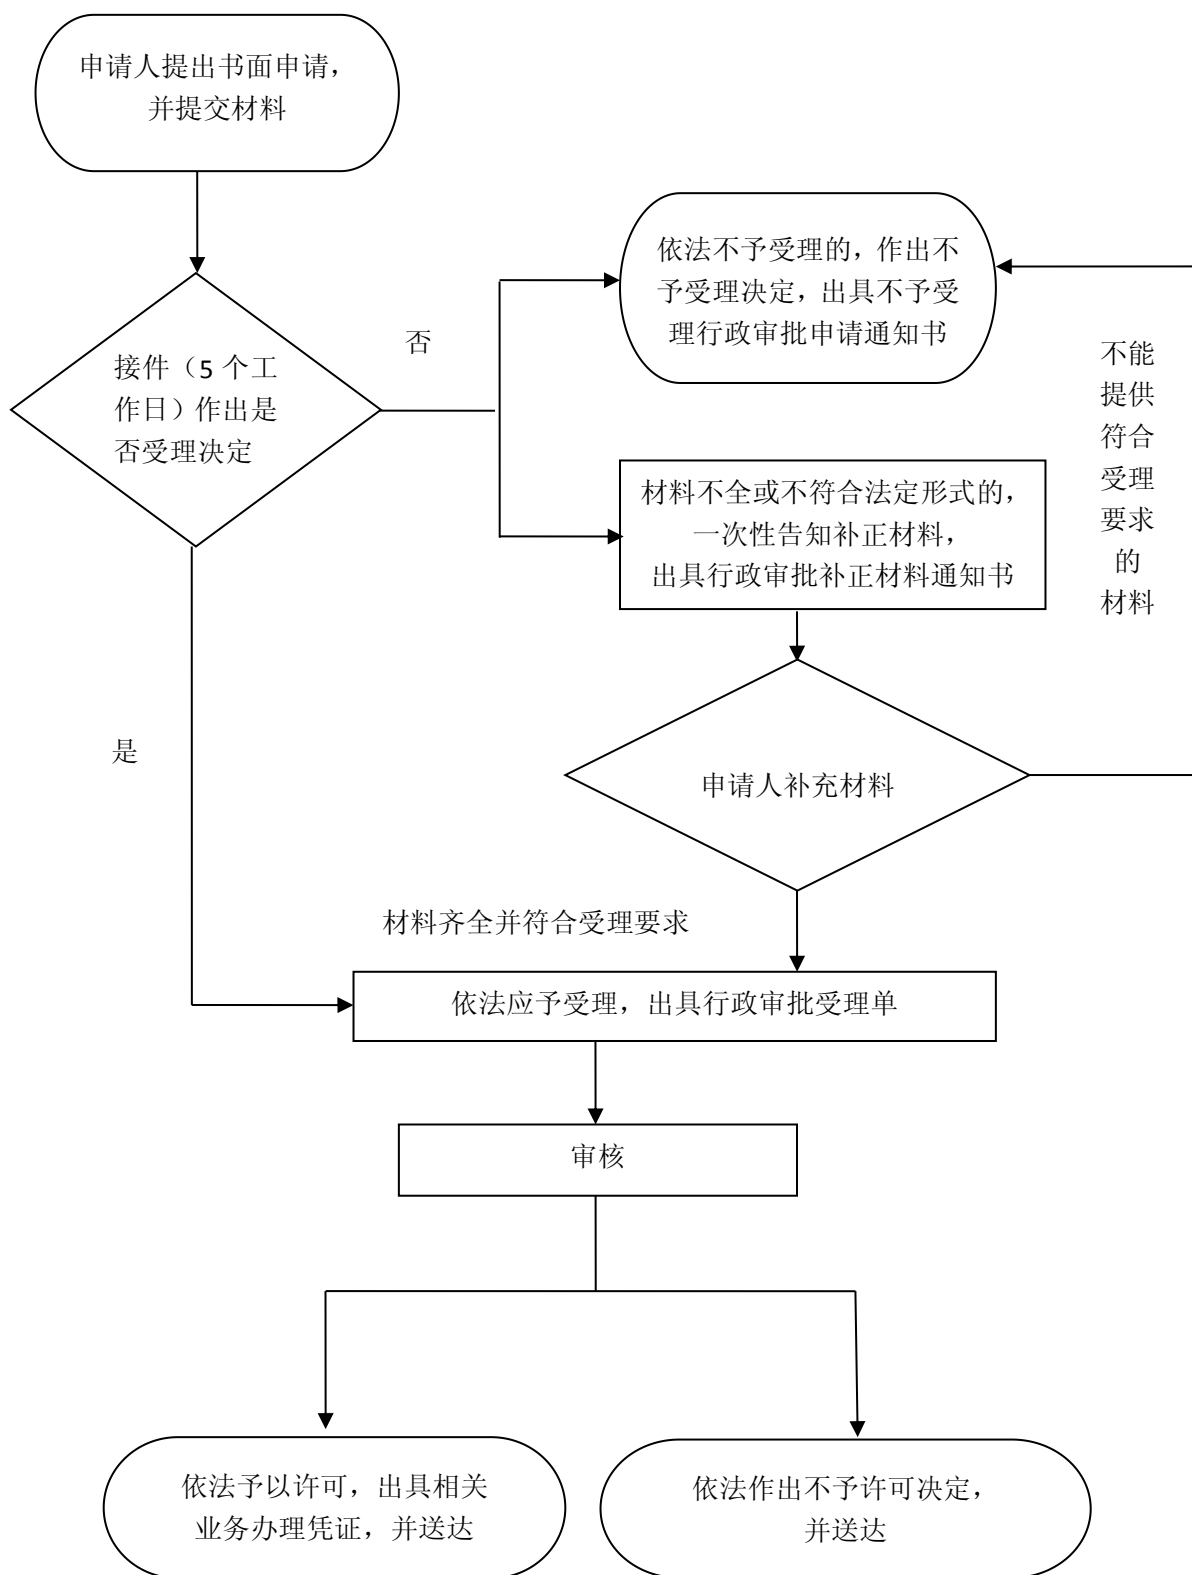 申请人提出书面申请，
并提交材料
依法不予受理的，作出不
予受理决定，出具不予受
理行政审批申请通知书
否
接件（5 个工
作日）作出是
否受理决定
不能
提供
符合
受理
要求
的
材料
材料不全或不符合法定形式的，
一次性告知补正材料，
出具行政审批补正材料通知书
是
申请人补充材料
材料齐全并符合受理要求
依法应予受理，出具行政审批受理单
审核
依法予以许可，出具相关
业务办理凭证，并送达
依法作出不予许可决定，
并送达